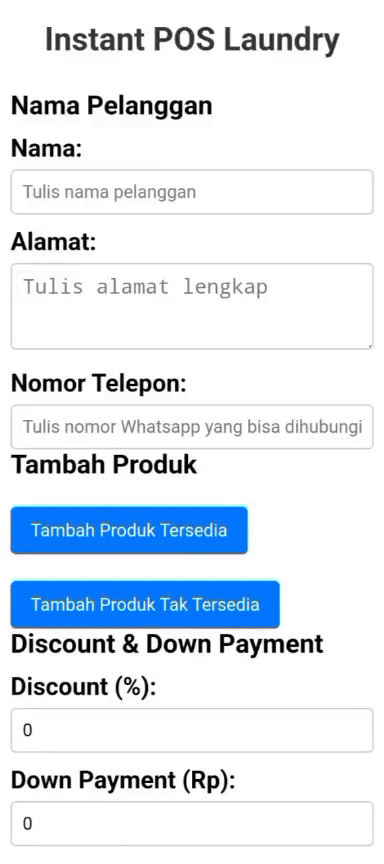 Instant POS Laundry
Nama Pelanggan
Nama:
Tulis nama pelanggan
Alamat:
Tulis alamat lengkap
Nomor Telepon:
Tulis nomor Whatsapp yang bisa dihubungi
Tambah Produk
Tambah Produk Tersedia
Tambah Produk Tak Tersedia
Discount & Down Payment
Discount (%):
0
Down Payment (Rp):
0